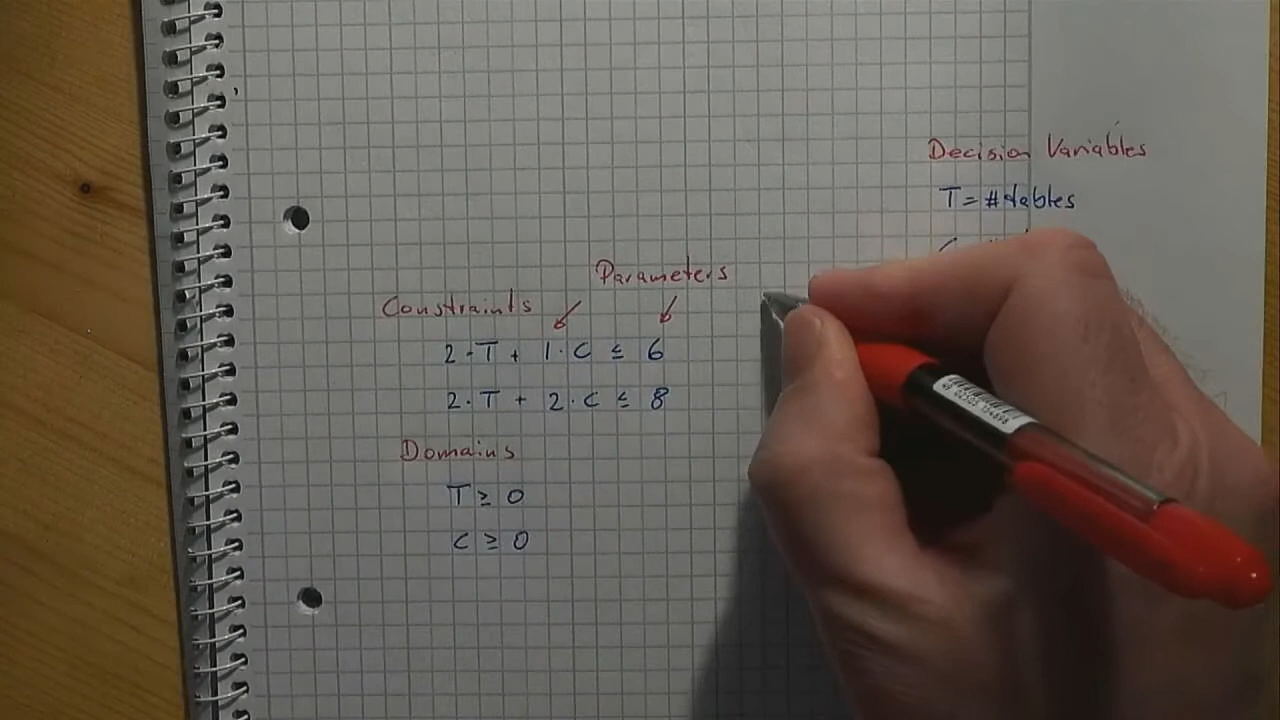 Decision Variables
T = #tables
Parameters
Constraints
2·T + 1·C ≤ 6
2·T + 2·C ≤ 8
Domains
T ≥ 0
C ≥ 0